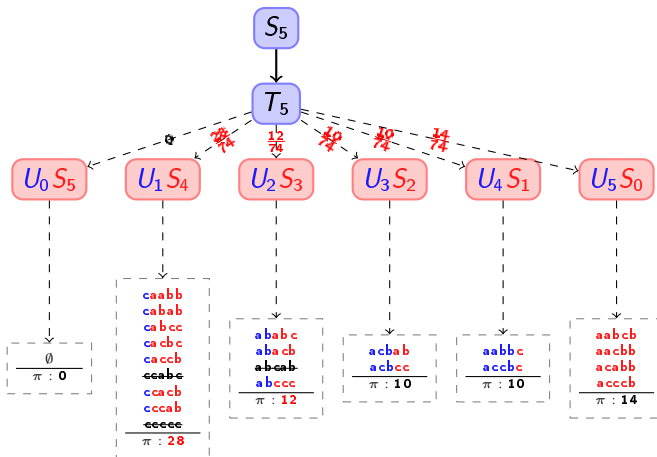 S5
T5
0
28/74
12/74
10/74
10/74
14/74
U0S5
U1S4
U2S3
U3S2
U4S1
U5S0
∅
π : 0
caabb
cabab
cabcc
cacbc
caccb
ccabc
ccacb
cccab
ccccc
π : 28
ababc
abacb
abcab
abccc
π : 12
acbab
acbcc
π : 10
aabbc
accbc
π : 10
aabcb
aacbb
acabb
acccb
π : 14